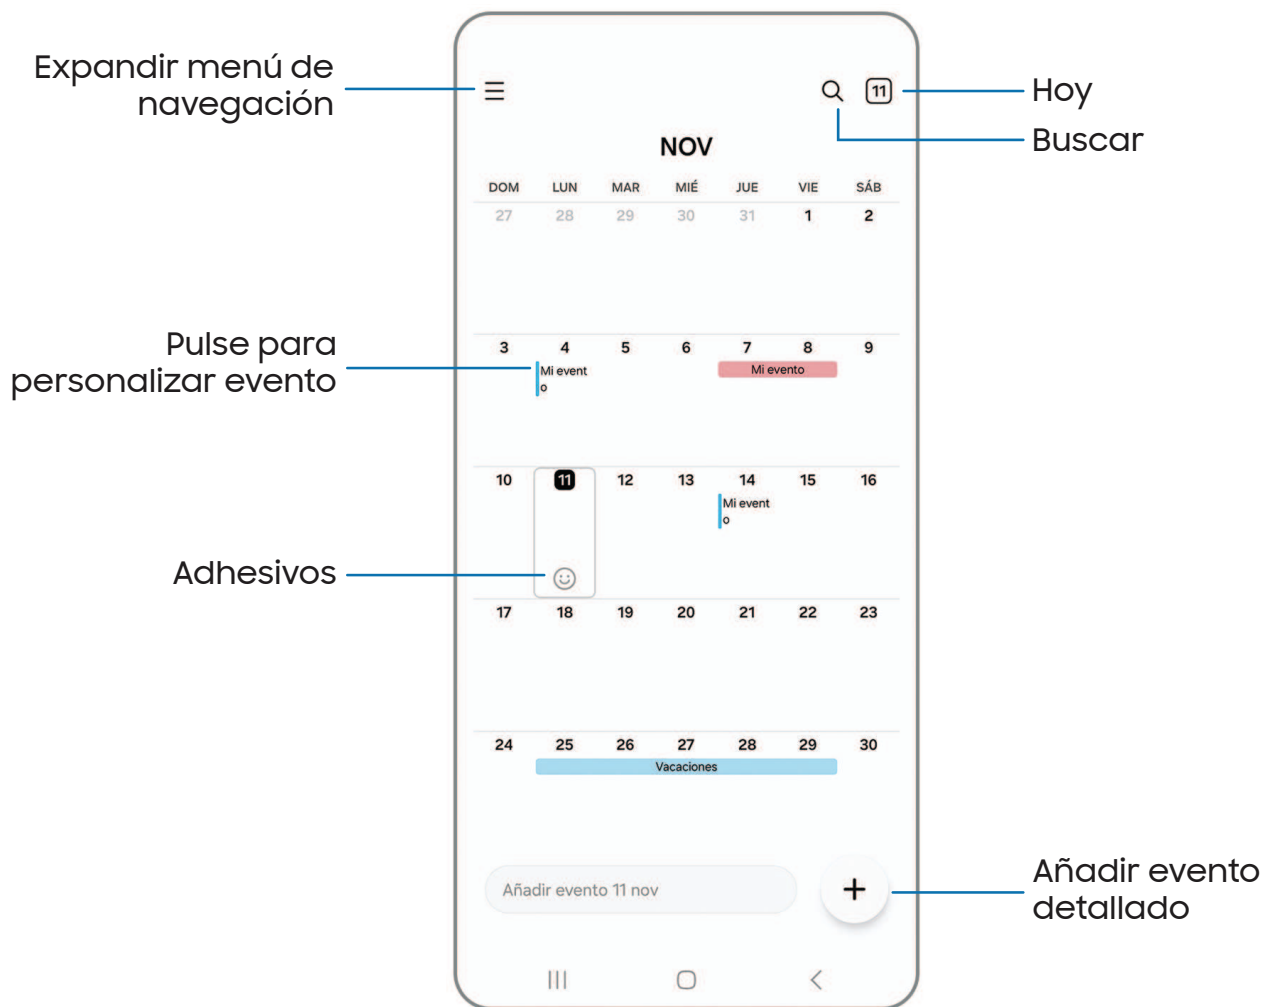 Expandir menú de
navegación
11
Hoy
Buscar
NOV
DOM LUN MAR MIÉ JUE VIE SÁB
27 28 29 30 31 1 2
3 4 5 6 7 8 9
Pulse para
personalizar evento
Mi event
o
Mi evento
10 11 12 13 14 15 16
Mi event
o
Adhesivos
17 18 19 20 21 22 23
24 25 26 27 28 29 30
Vacaciones
Añadir evento 11 nov
Añadir evento
detallado